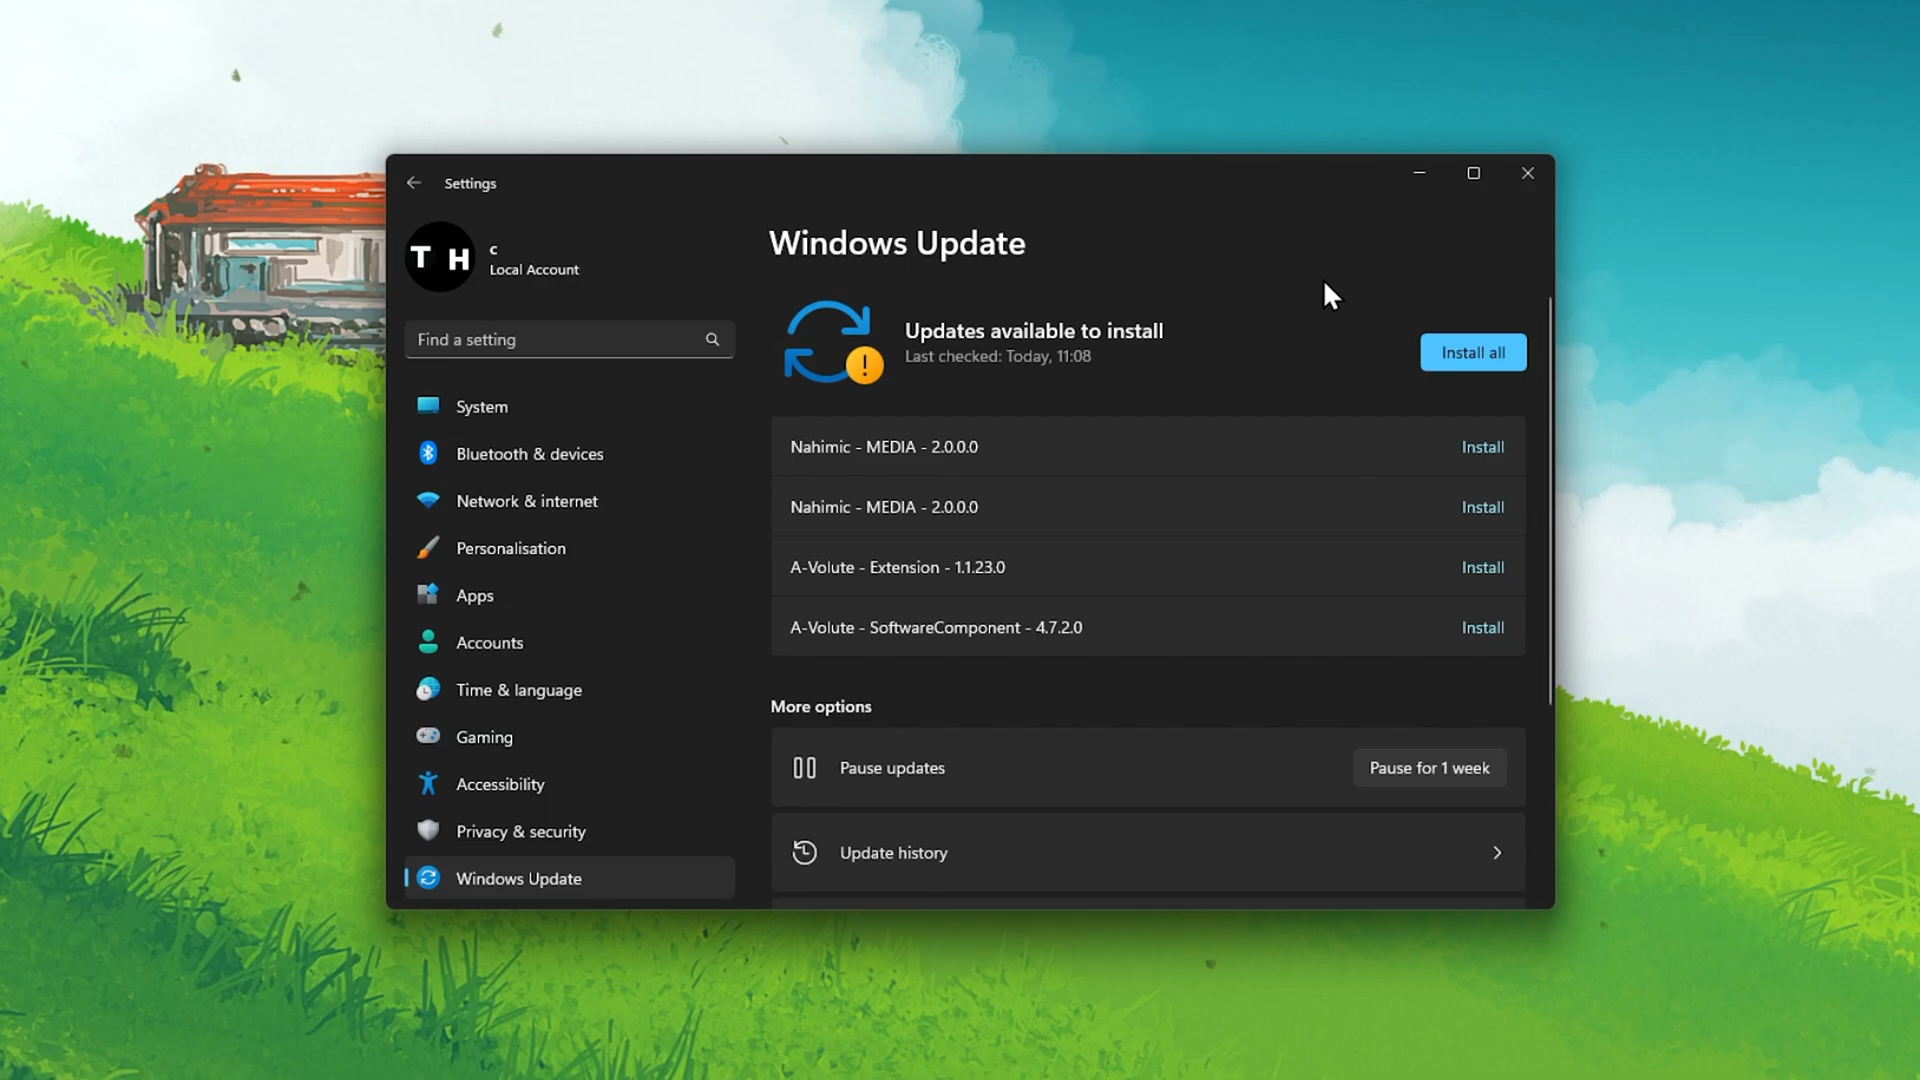 Settings
T H
c
Local Account
Find a setting
System
Bluetooth & devices
Network & internet
Personalisation
Apps
Accounts
Time & language
Gaming
Accessibility
Privacy & security
Windows Update
Windows Update
Updates available to install
Last checked: Today, 11:08
Install all
Nahimic - MEDIA - 2.0.0.0 Install
Nahimic - MEDIA - 2.0.0.0 Install
A-Volute - Extension - 1.1.23.0 Install
A-Volute - SoftwareComponent - 4.7.2.0 Install
More options
Pause updates Pause for 1 week
Update history